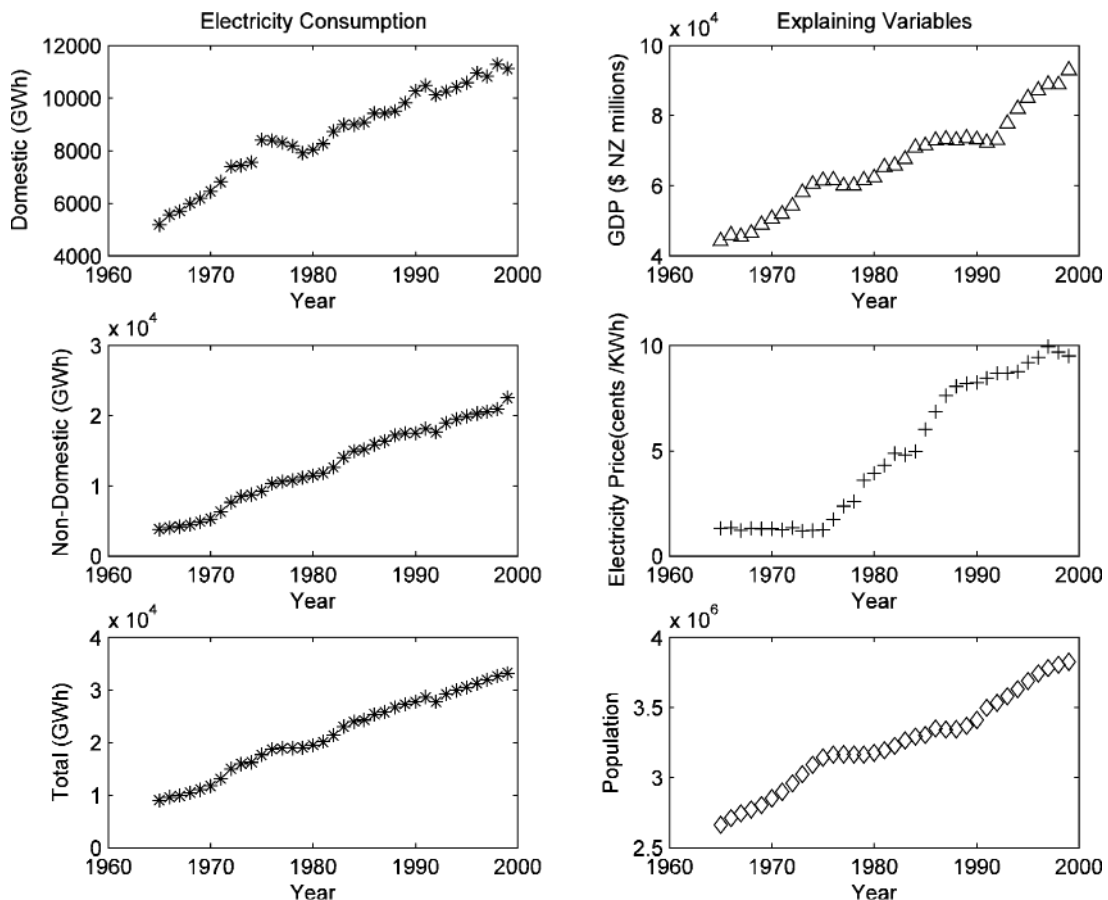 Electricity Consumption
12000
10000
8000
6000
4000
Domestic (GWh)
1960 1970 1980 1990 2000
Year
Explaining Variables
x 10^4
10
8
6
4
GDP ($ NZ millions)
1960 1970 1980 1990 2000
Year
x 10^4
3
2
1
0
Non-Domestic (GWh)
1960 1970 1980 1990 2000
Year
10
5
0
Electricity Price(cents /KWh)
1960 1970 1980 1990 2000
Year
x 10^4
4
3
2
1
0
Total (GWh)
1960 1970 1980 1990 2000
Year
x 10^6
4
3.5
3
2.5
Population
1960 1970 1980 1990 2000
Year